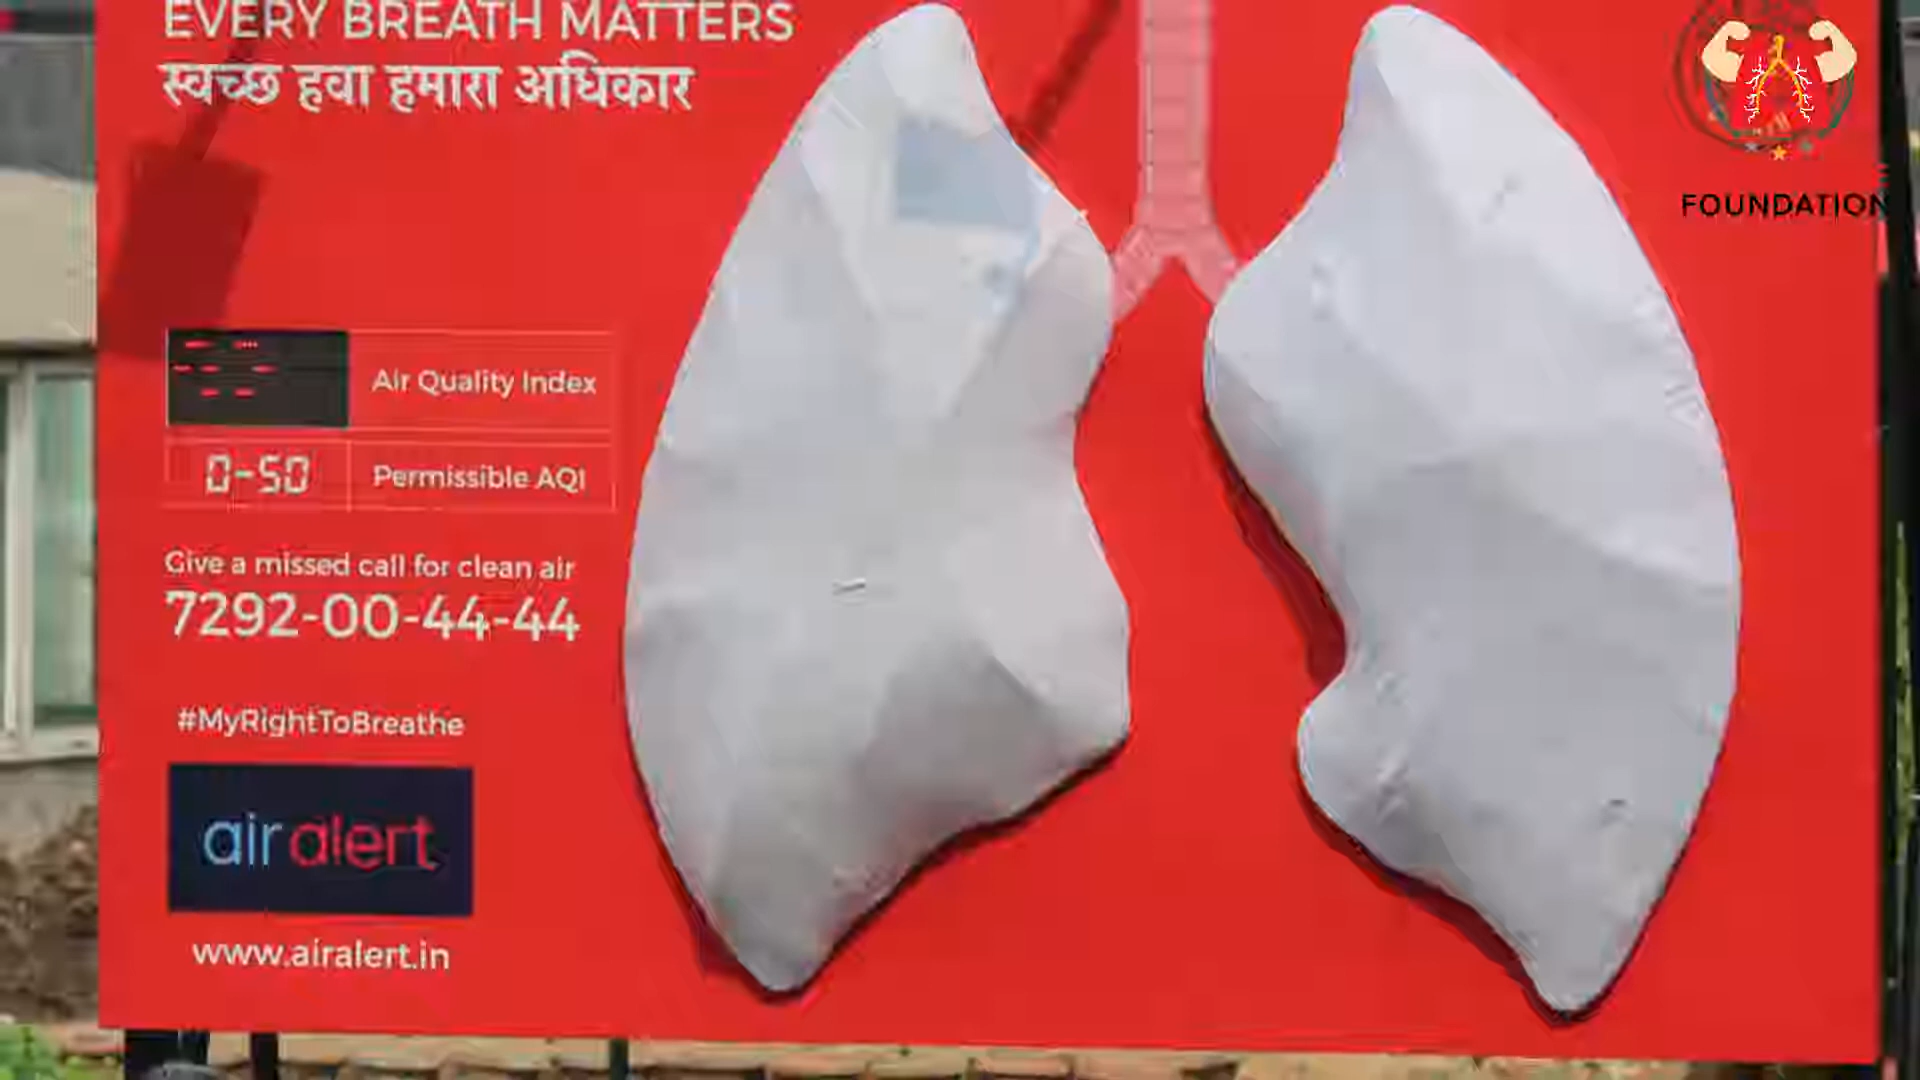 EVERY BREATH MATTERS
स्वच्छ हवा हमारा अधिकार
Air Quality Index
0-50
Permissible AQI
Give a missed call for clean air
7292-00-44-44
#MyRightToBreathe
air alert
www.airalert.in
FOUNDATION